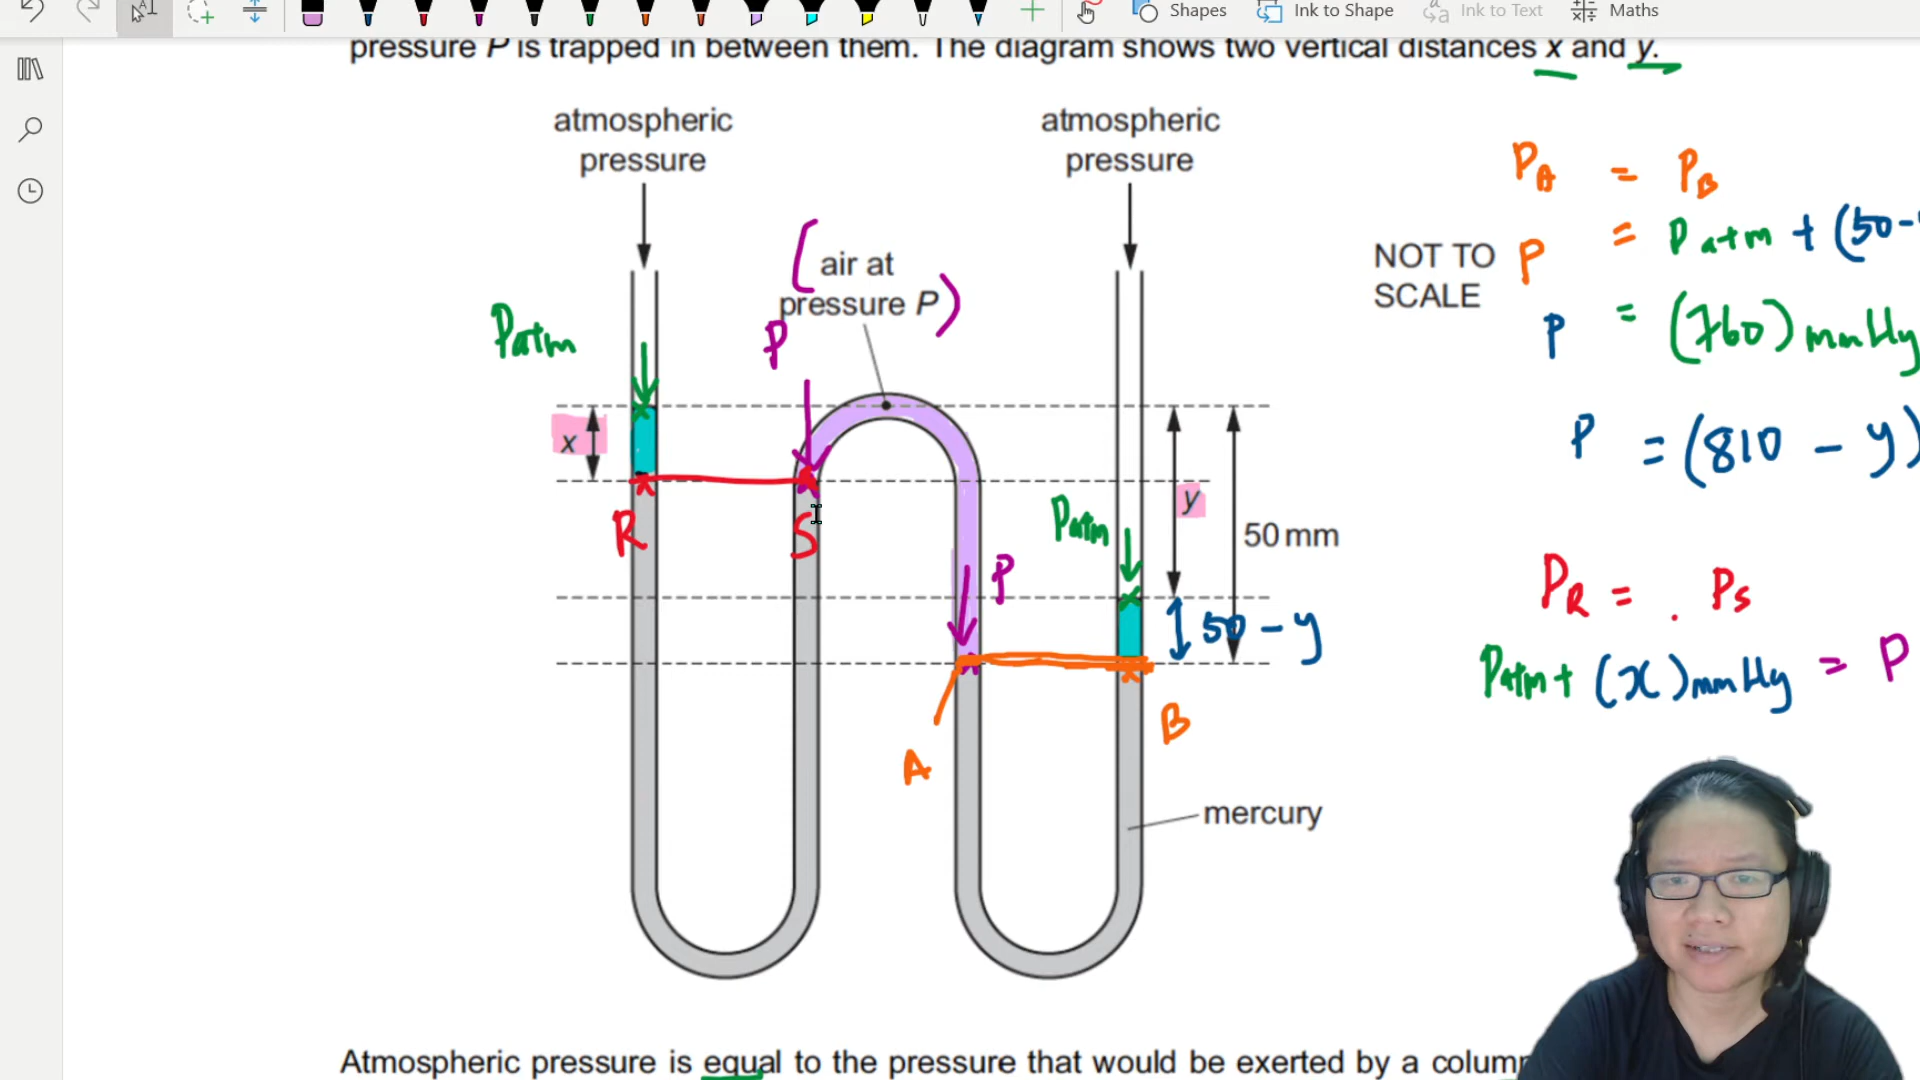 Shapes Ink to Shape Ink to Text Maths
pressure P is trapped in between them. The diagram shows two vertical distances x and y.
atmospheric
pressure
atmospheric
pressure
(air at
pressure P)
NOT TO
SCALE
Patm
P
x
R
S
y
50 mm
Patm
P
50 - y
A
B
mercury
PA = PB
P = Patm + (50-
P = (760) mmHg
P = (810 - y)
PR = . PS
Patm + (x) mmHg = P
Atmospheric pressure is equal to the pressure that would be exerted by a